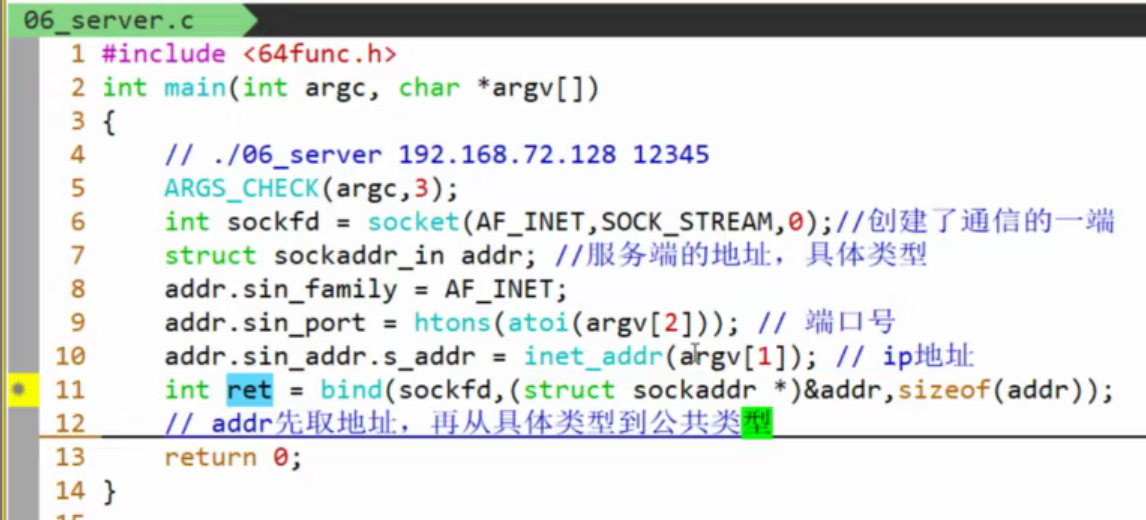 06_server.c
1 #include <64func.h>
2 int main(int argc, char *argv[])
3 {
4     // ./06_server 192.168.72.128 12345
5     ARGS_CHECK(argc,3);
6     int sockfd = socket(AF_INET,SOCK_STREAM,0);//创建了通信的一端
7     struct sockaddr_in addr; //服务端的地址，具体类型
8     addr.sin_family = AF_INET;
9     addr.sin_port = htons(atoi(argv[2])); // 端口号
10     addr.sin_addr.s_addr = inet_addr(argv[1]); // ip地址
11     int ret = bind(sockfd,(struct sockaddr *)&addr,sizeof(addr));
12     // addr先取地址，再从具体类型到公共类型
13     return 0;
14 }
15